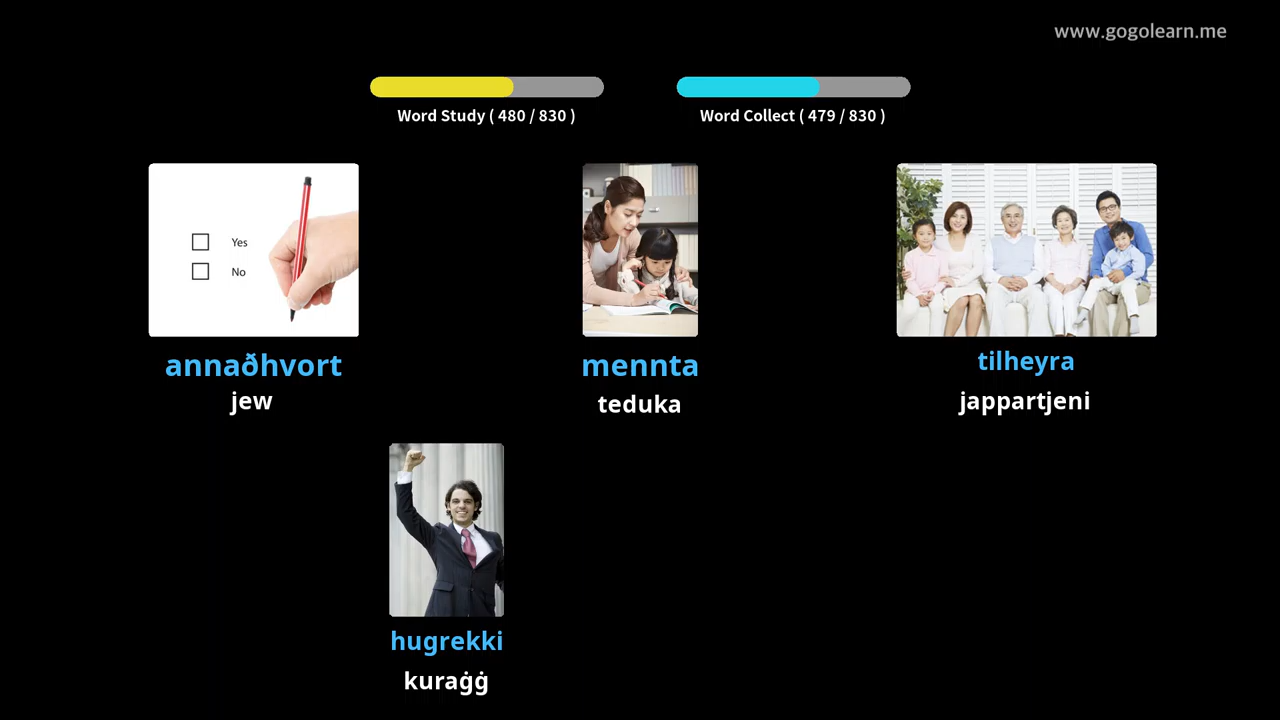 www.gogolearn.me
Word Study ( 480 / 830 )
Word Collect ( 479 / 830 )
Yes
No
annaðhvort
jew
mennta
teduka
tilheyra
jappartjeni
hugrekki
kuraġġ